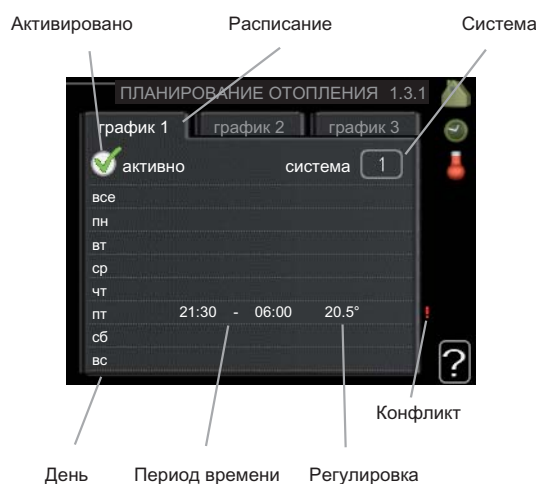 Активировано Расписание Система
ПЛАНИРОВАНИЕ ОТОПЛЕНИЯ 1.3.1
график 1 график 2 график 3
активно система 1
все
пн
вт
ср
чт
пт 21:30 - 06:00 20.5° !
сб
вс
?
Конфликт
День Период времени Регулировка